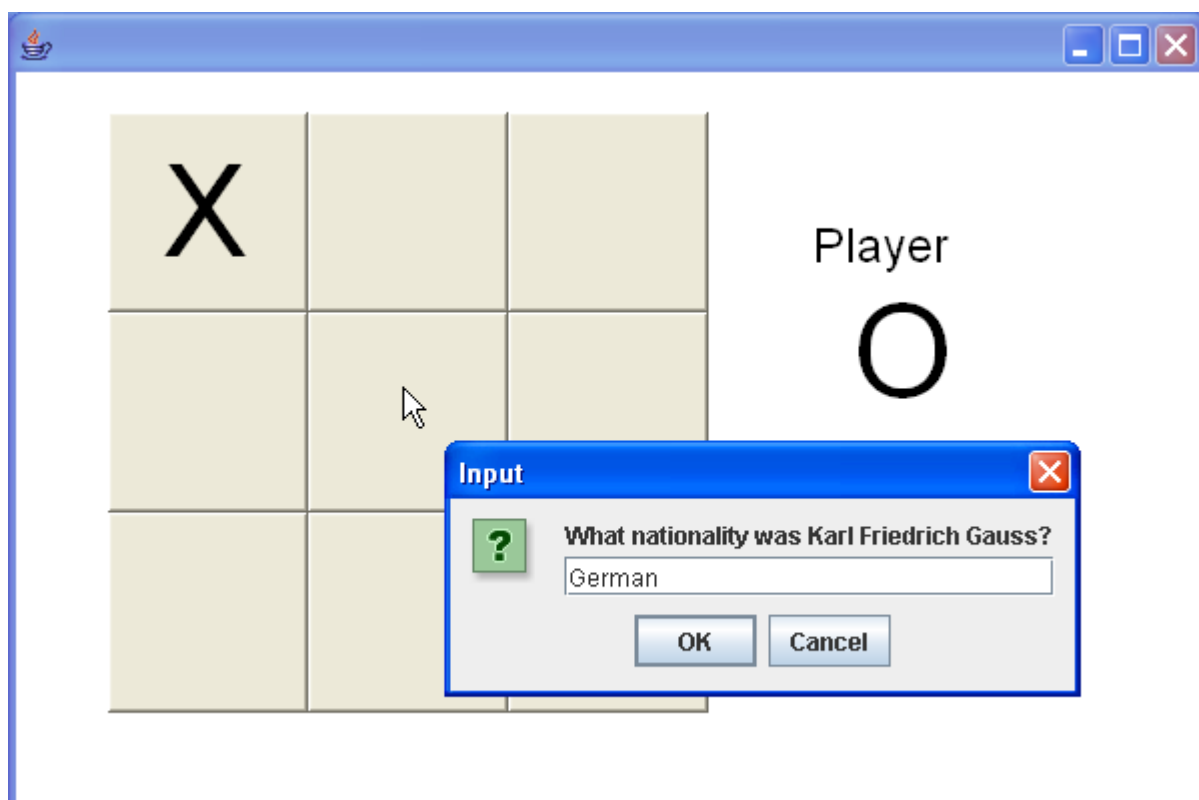 X
Player
O
Input
?
What nationality was Karl Friedrich Gauss?
German
OK
Cancel